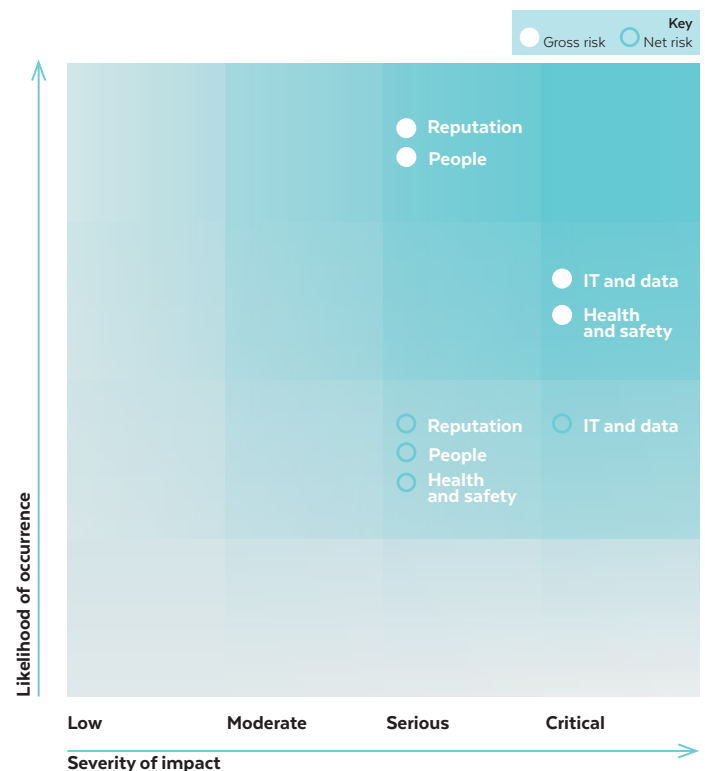 Key
Gross risk
Net risk
Reputation
People
IT and data
Health
and safety
Reputation
IT and data
People
Health
and safety
Likelihood of occurrence
Low
Moderate
Serious
Critical
Severity of impact